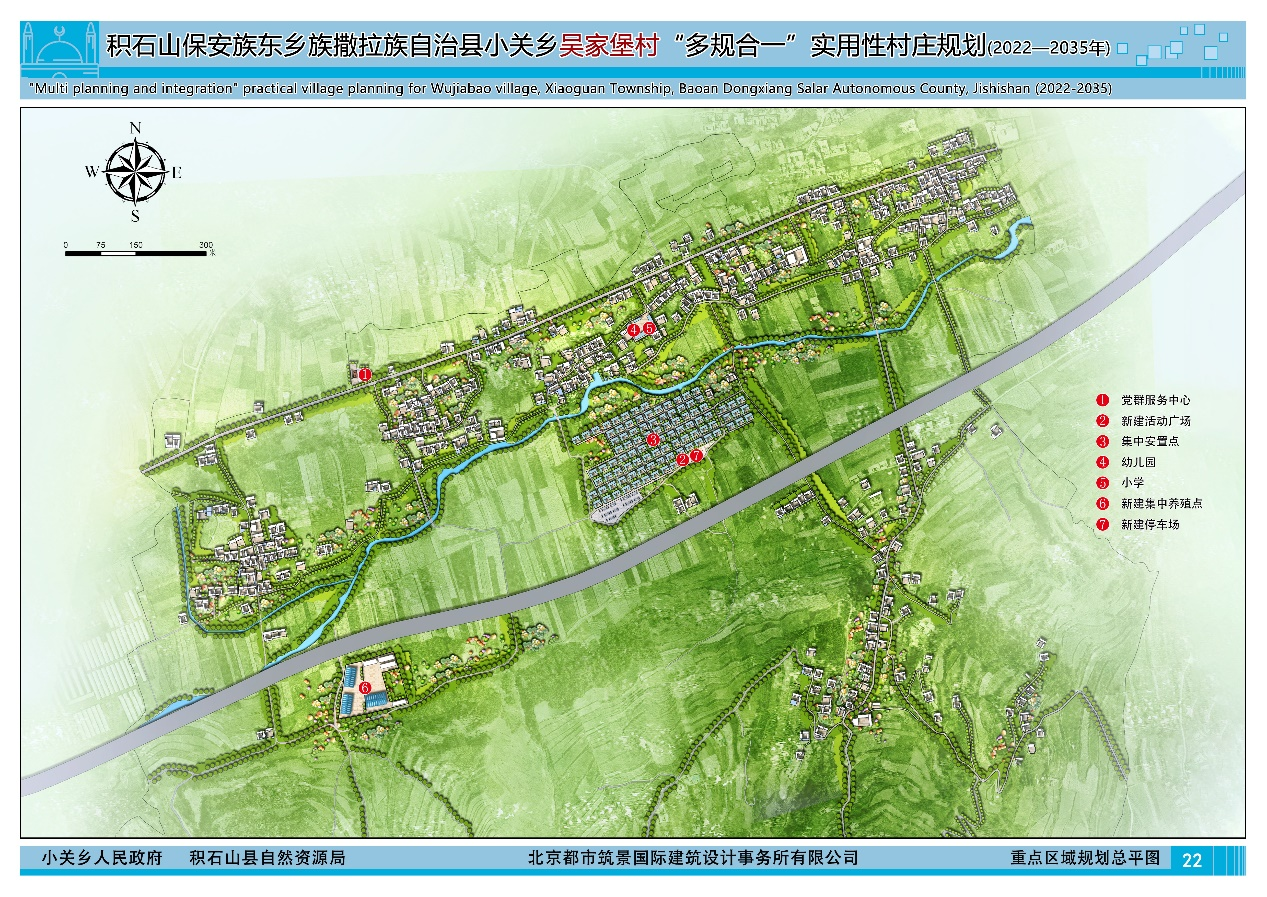 积石山保安族东乡族撒拉族自治县小关乡吴家堡村“多规合一”实用性村庄规划(2022—2035年)
"Multi planning and integration" practical village planning for Wujiabao village, Xiaoguan Township, Baoan Dongxiang Salar Autonomous County, Jishishan (2022-2035)
N
W E
S
0 75 150 300
米
4 5
1
3
2 7
6
1 党群服务中心
2 新建活动广场
3 集中安置点
4 幼儿园
5 小学
6 新建集中养殖点
7 新建停车场
小关乡人民政府 积石山县自然资源局 北京都市筑景国际建筑设计事务所有限公司 重点区域规划总平图 22